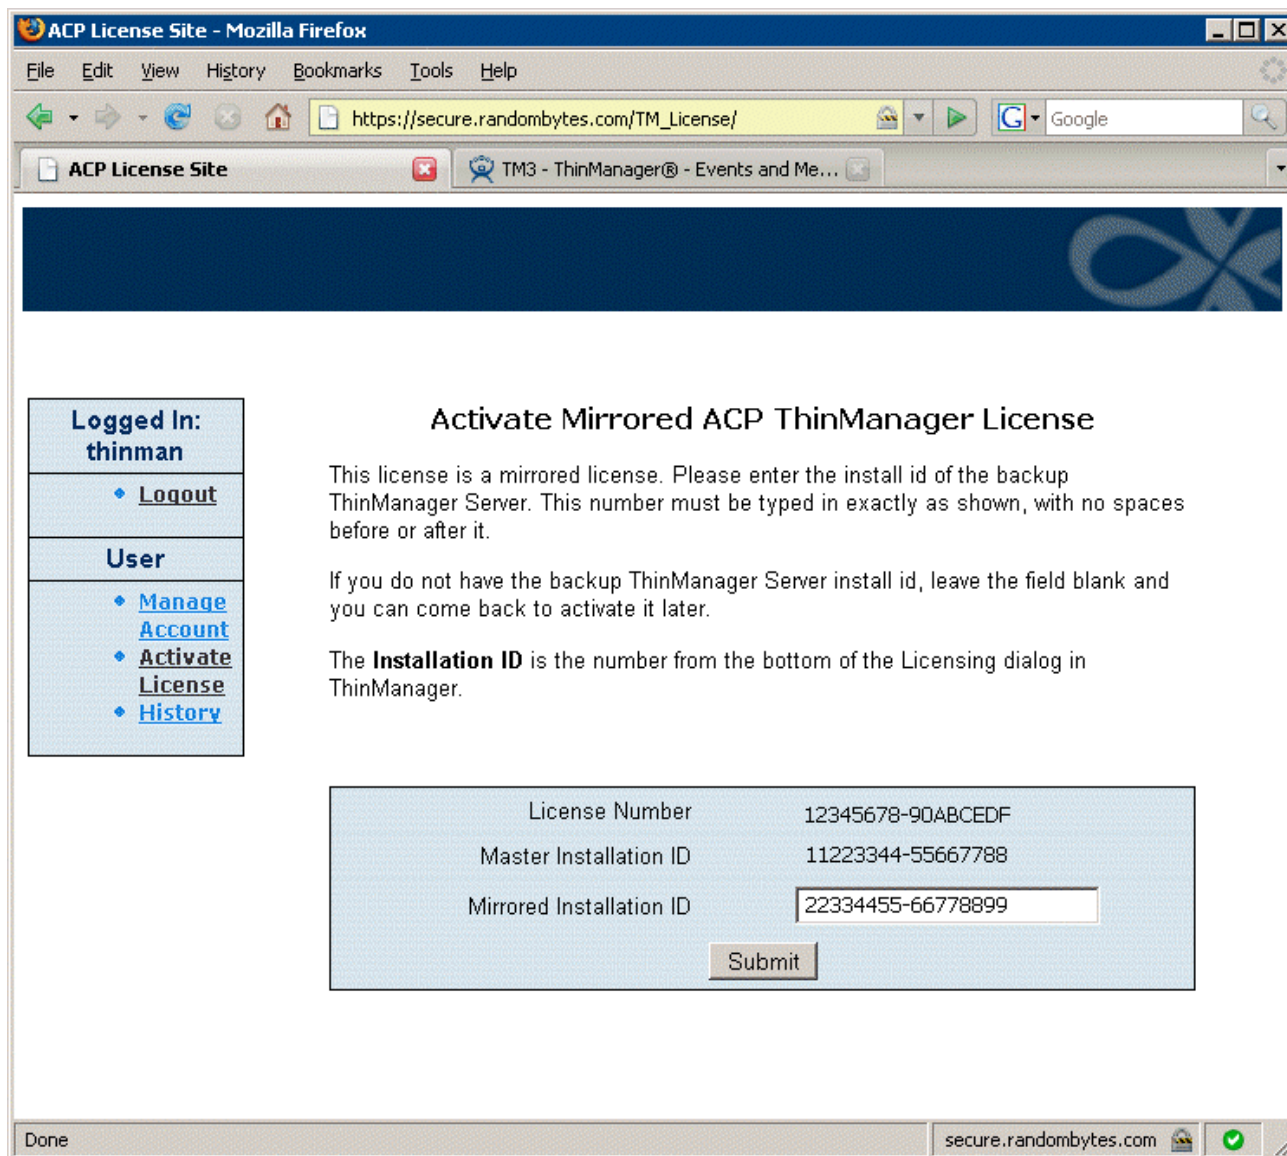 ACP License Site - Mozilla Firefox
File Edit View History Bookmarks Tools Help
https://secure.randombytes.com/TM_License/
G Google
ACP License Site
TM3 - ThinManager® - Events and Me...
Logged In:
thinman
Logout
User
Manage
Account
Activate
License
History
Activate Mirrored ACP ThinManager License
This license is a mirrored license. Please enter the install id of the backup
ThinManager Server. This number must be typed in exactly as shown, with no spaces
before or after it.
If you do not have the backup ThinManager Server install id, leave the field blank and
you can come back to activate it later.
The Installation ID is the number from the bottom of the Licensing dialog in
ThinManager.
License Number 12345678-90ABCEDF
Master Installation ID 11223344-55667788
Mirrored Installation ID 22334455-66778899
Submit
Done
secure.randombytes.com